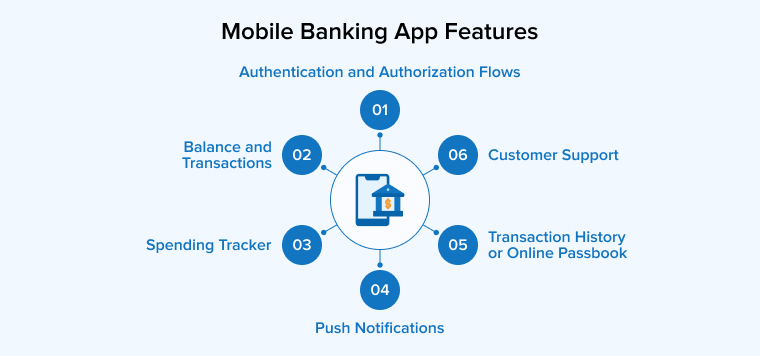 Mobile Banking App Features
Authentication and Authorization Flows
01
02
Balance and
Transactions
03
Spending Tracker
04
Push Notifications
05
Transaction History
or Online Passbook
06
Customer Support
$